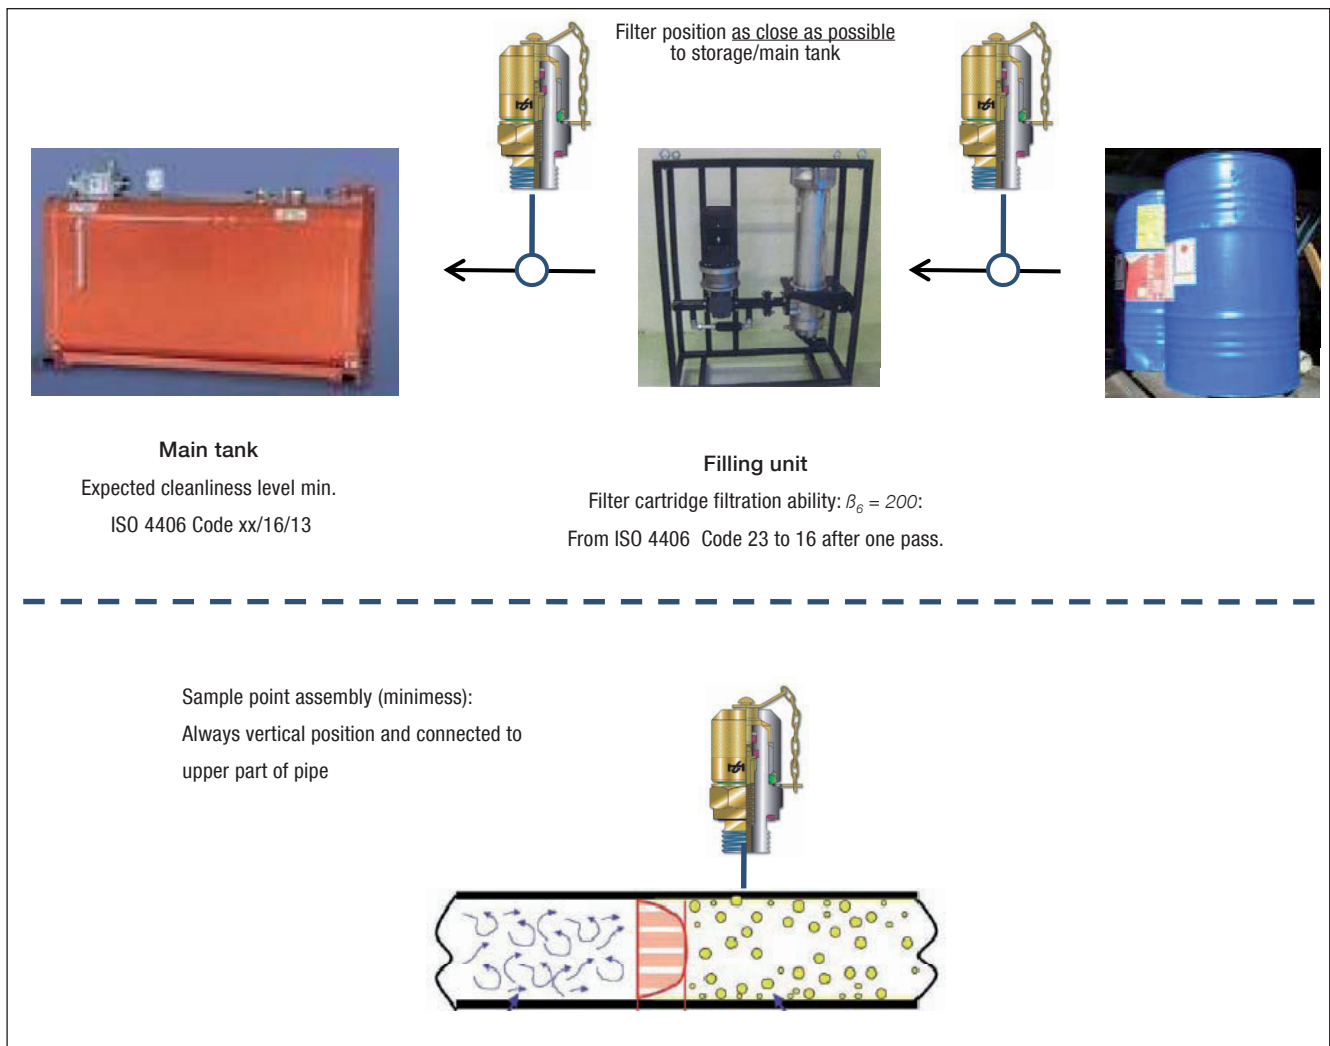 Filter position as close as possible
to storage/main tank
Main tank
Expected cleanliness level min.
ISO 4406 Code xx/16/13
Filling unit
Filter cartridge filtration ability: ß₆ = 200:
From ISO 4406 Code 23 to 16 after one pass.
Sample point assembly (minimess):
Always vertical position and connected to
upper part of pipe